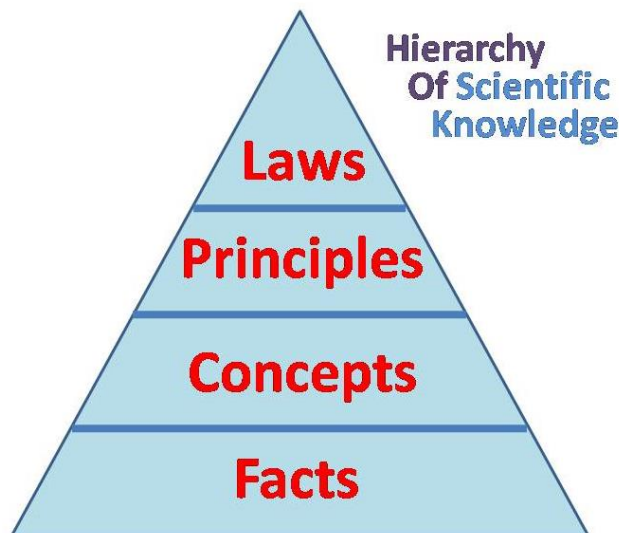 Hierarchy
Of Scientific
Knowledge
Laws
Principles
Concepts
Facts